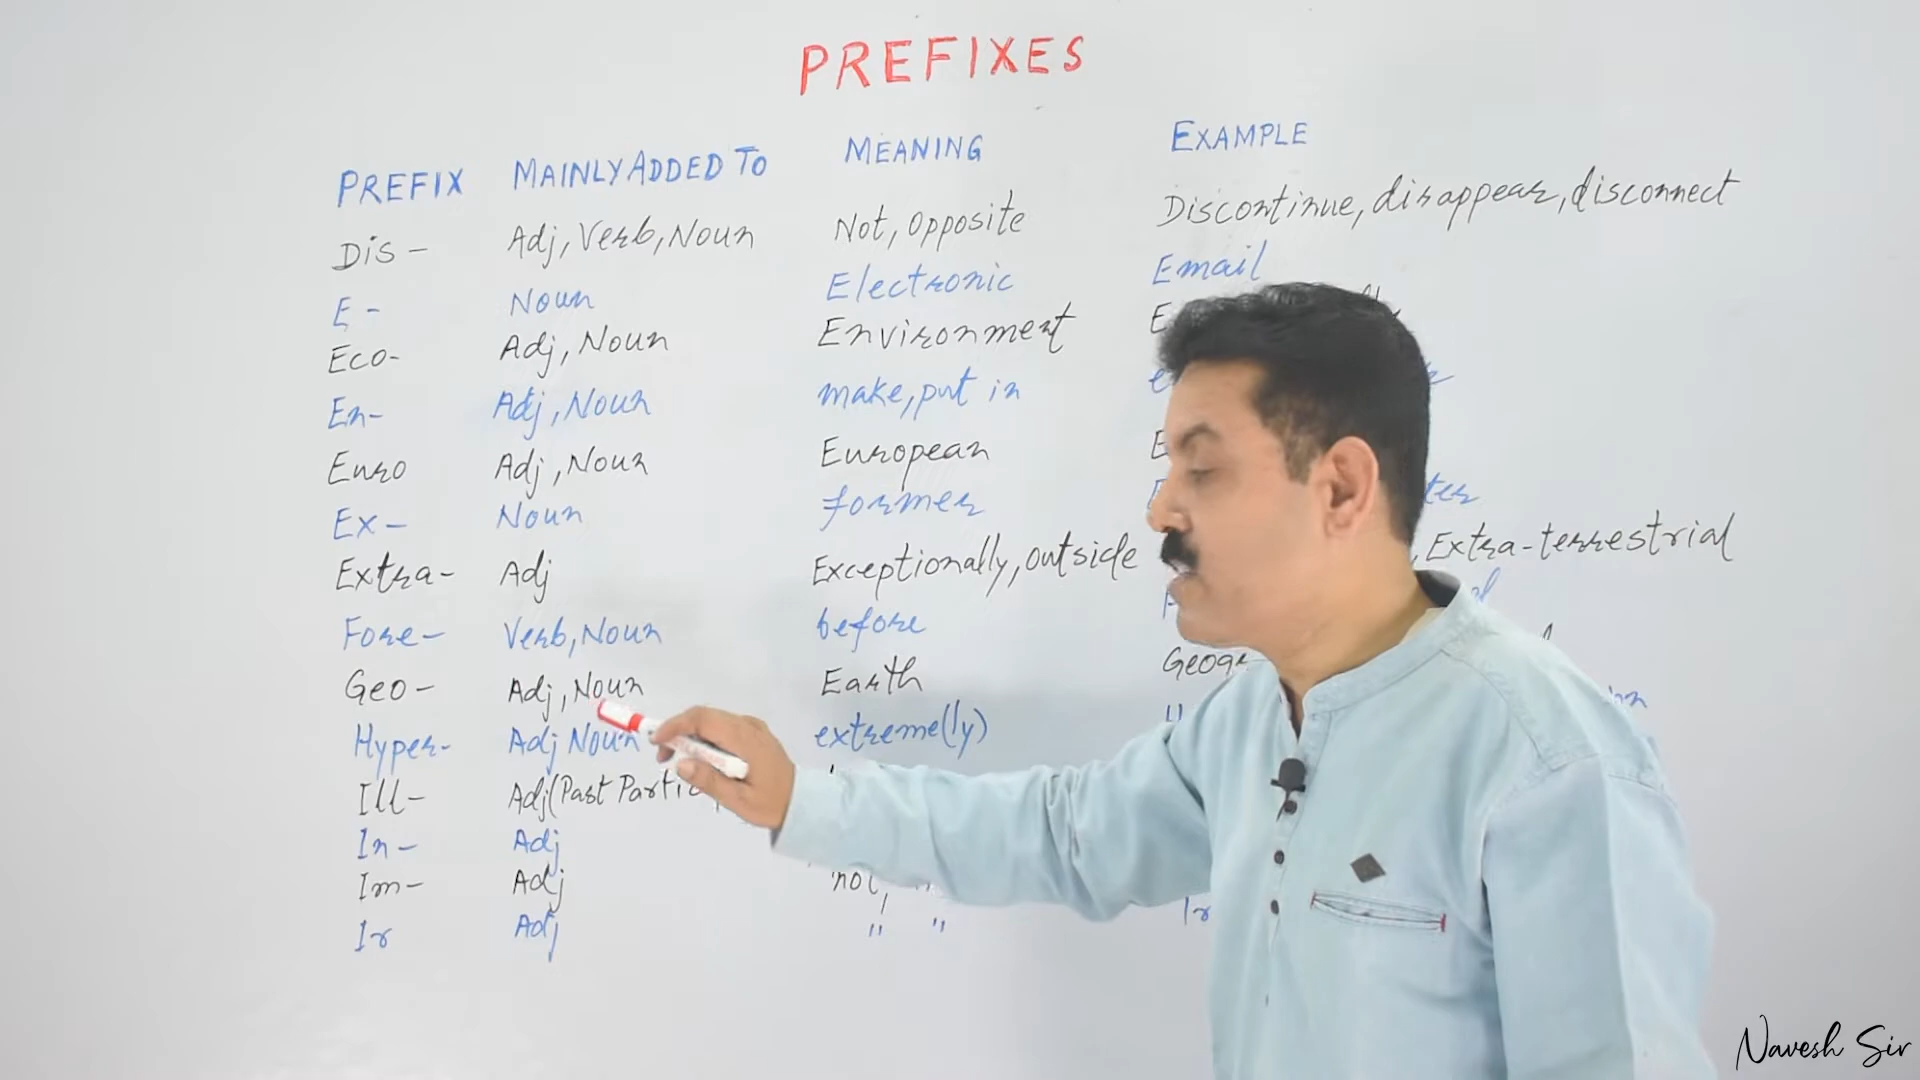 PREFIXES
PREFIX MAINLY ADDED TO MEANING EXAMPLE
Dis - Adj, Verb, Noun Not, Opposite Discontinue, disappear, disconnect
E - Noun Electronic Email
Eco- Adj, Noun Environment
En- Adj, Noun make, put in
Euro Adj, Noun European
Ex - Noun former
Extra- Adj Exceptionally, outside Extra-terrestrial
Fore- Verb, Noun before
Geo- Adj, Noun Earth
Hyper- Adj Noun extreme(ly)
Ill- Adj (Past
In- Adj
Im- Adj not,
Ir Adj " "
Navesh Sir